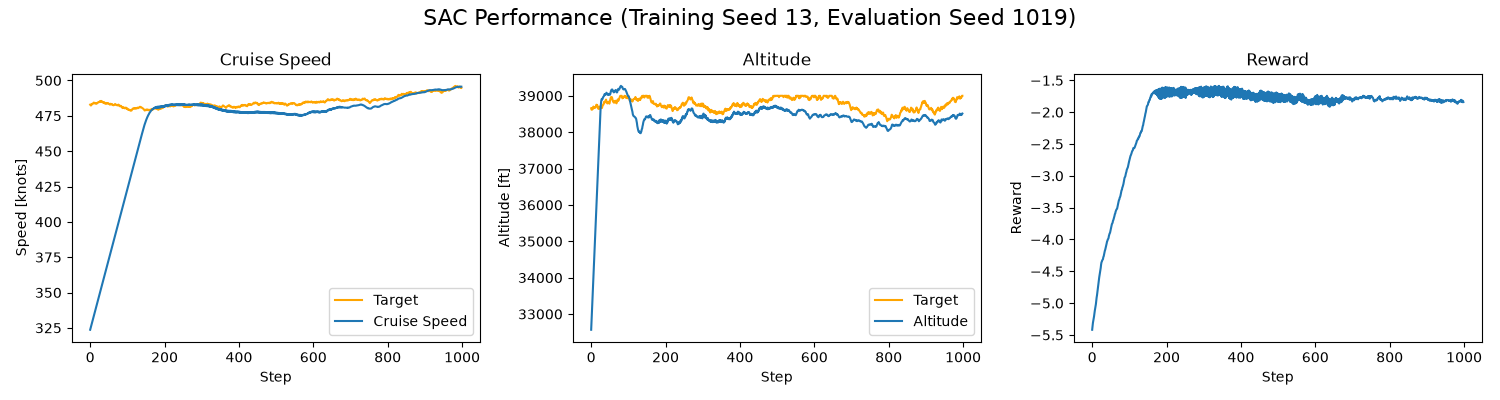 SAC Performance (Training Seed 13, Evaluation Seed 1019)
Cruise Speed
500
475
450
425
400
375
350
325
0 200 400 600 800 1000
Step
Speed [knots]
Target
Cruise Speed
Altitude
39000
38000
37000
36000
35000
34000
33000
0 200 400 600 800 1000
Step
Altitude [ft]
Target
Altitude
Reward
−1.5
−2.0
−2.5
−3.0
−3.5
−4.0
−4.5
−5.0
−5.5
0 200 400 600 800 1000
Step
Reward